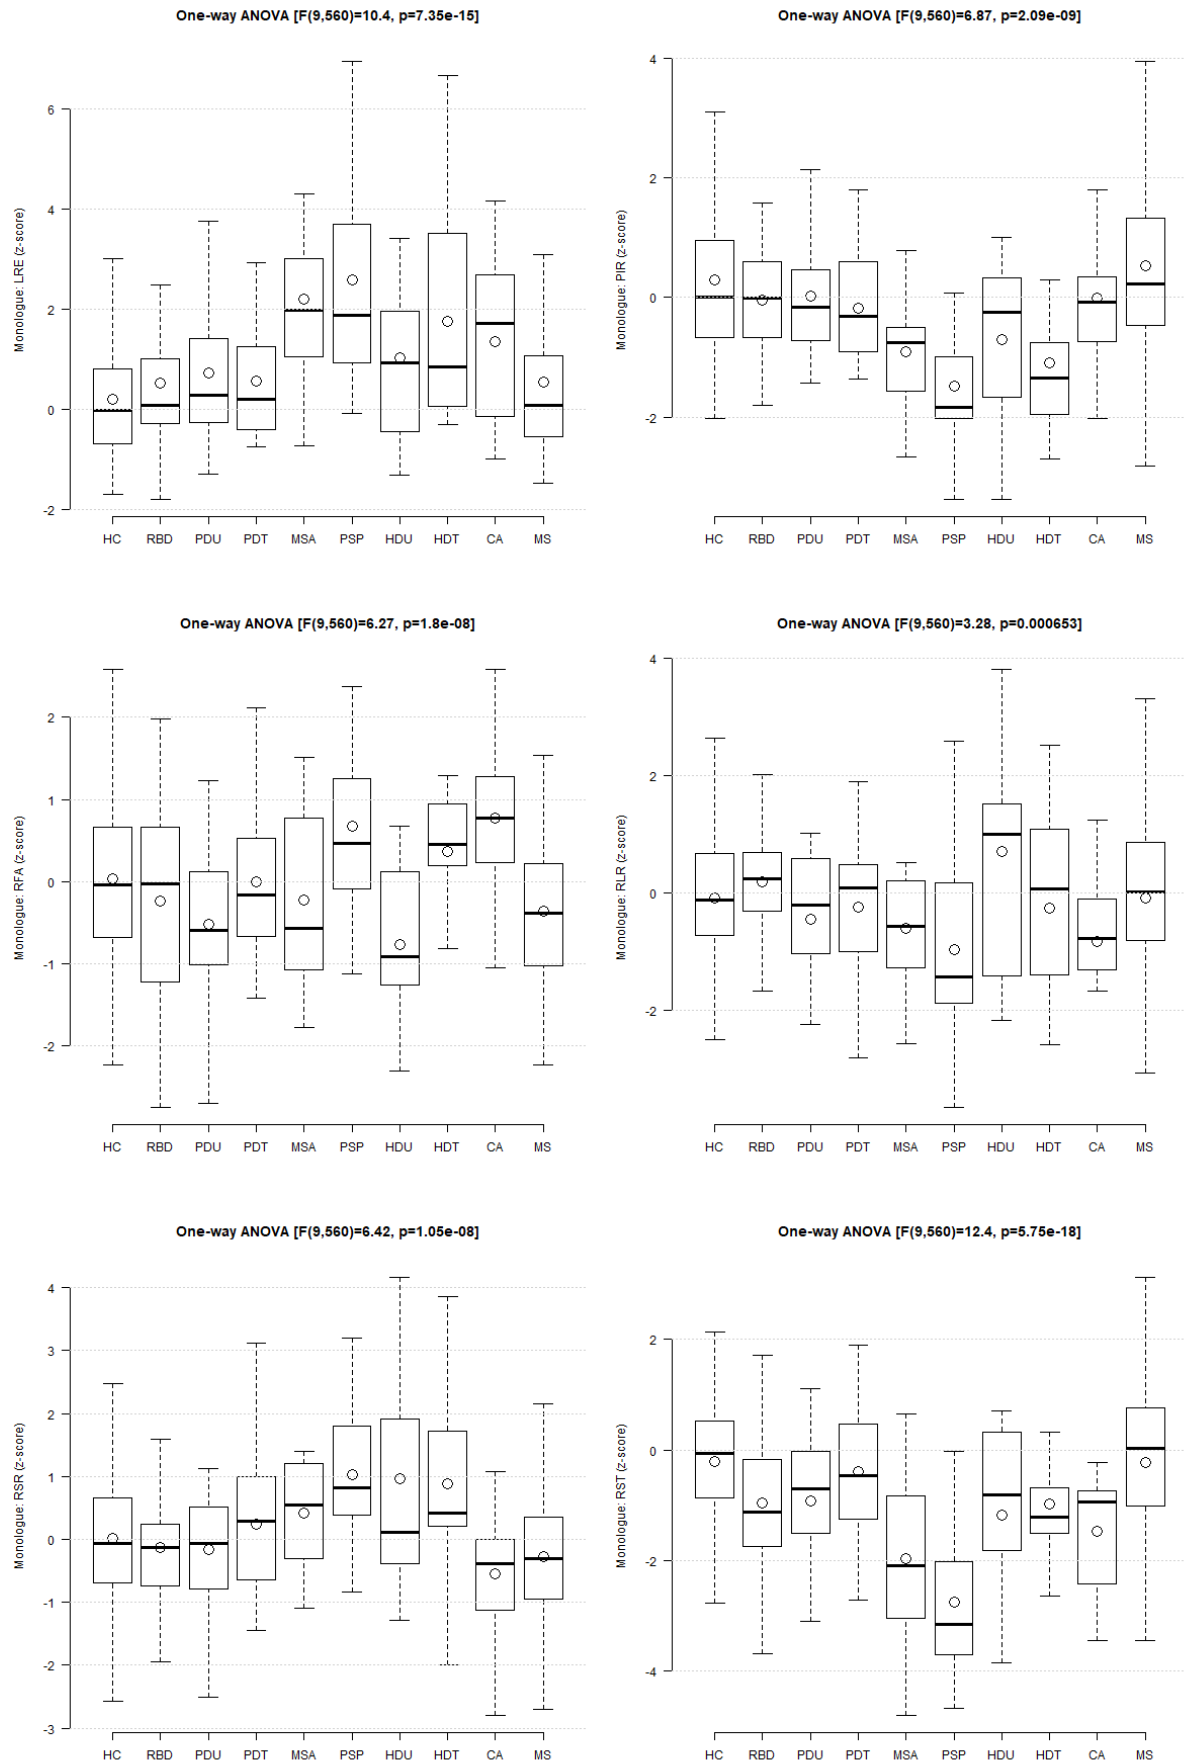 One-way ANOVA [F(9,560)=10.4, p=7.35e-15]
Monologue: LRE (z-score)
6
4
2
0
-2
HC RBD PDU PDT MSA PSP HDU HDT CA MS
One-way ANOVA [F(9,560)=6.87, p=2.09e-09]
Monologue: PIR (z-score)
4
2
0
-2
HC RBD PDU PDT MSA PSP HDU HDT CA MS
One-way ANOVA [F(9,560)=6.27, p=1.8e-08]
Monologue: RFA (z-score)
2
1
0
-1
-2
HC RBD PDU PDT MSA PSP HDU HDT CA MS
One-way ANOVA [F(9,560)=3.28, p=0.000653]
Monologue: RLR (z-score)
4
2
0
-2
HC RBD PDU PDT MSA PSP HDU HDT CA MS
One-way ANOVA [F(9,560)=6.42, p=1.05e-08]
Monologue: RSR (z-score)
4
3
2
1
0
-1
-2
-3
HC RBD PDU PDT MSA PSP HDU HDT CA MS
One-way ANOVA [F(9,560)=12.4, p=5.75e-18]
Monologue: RST (z-score)
2
0
-2
-4
HC RBD PDU PDT MSA PSP HDU HDT CA MS